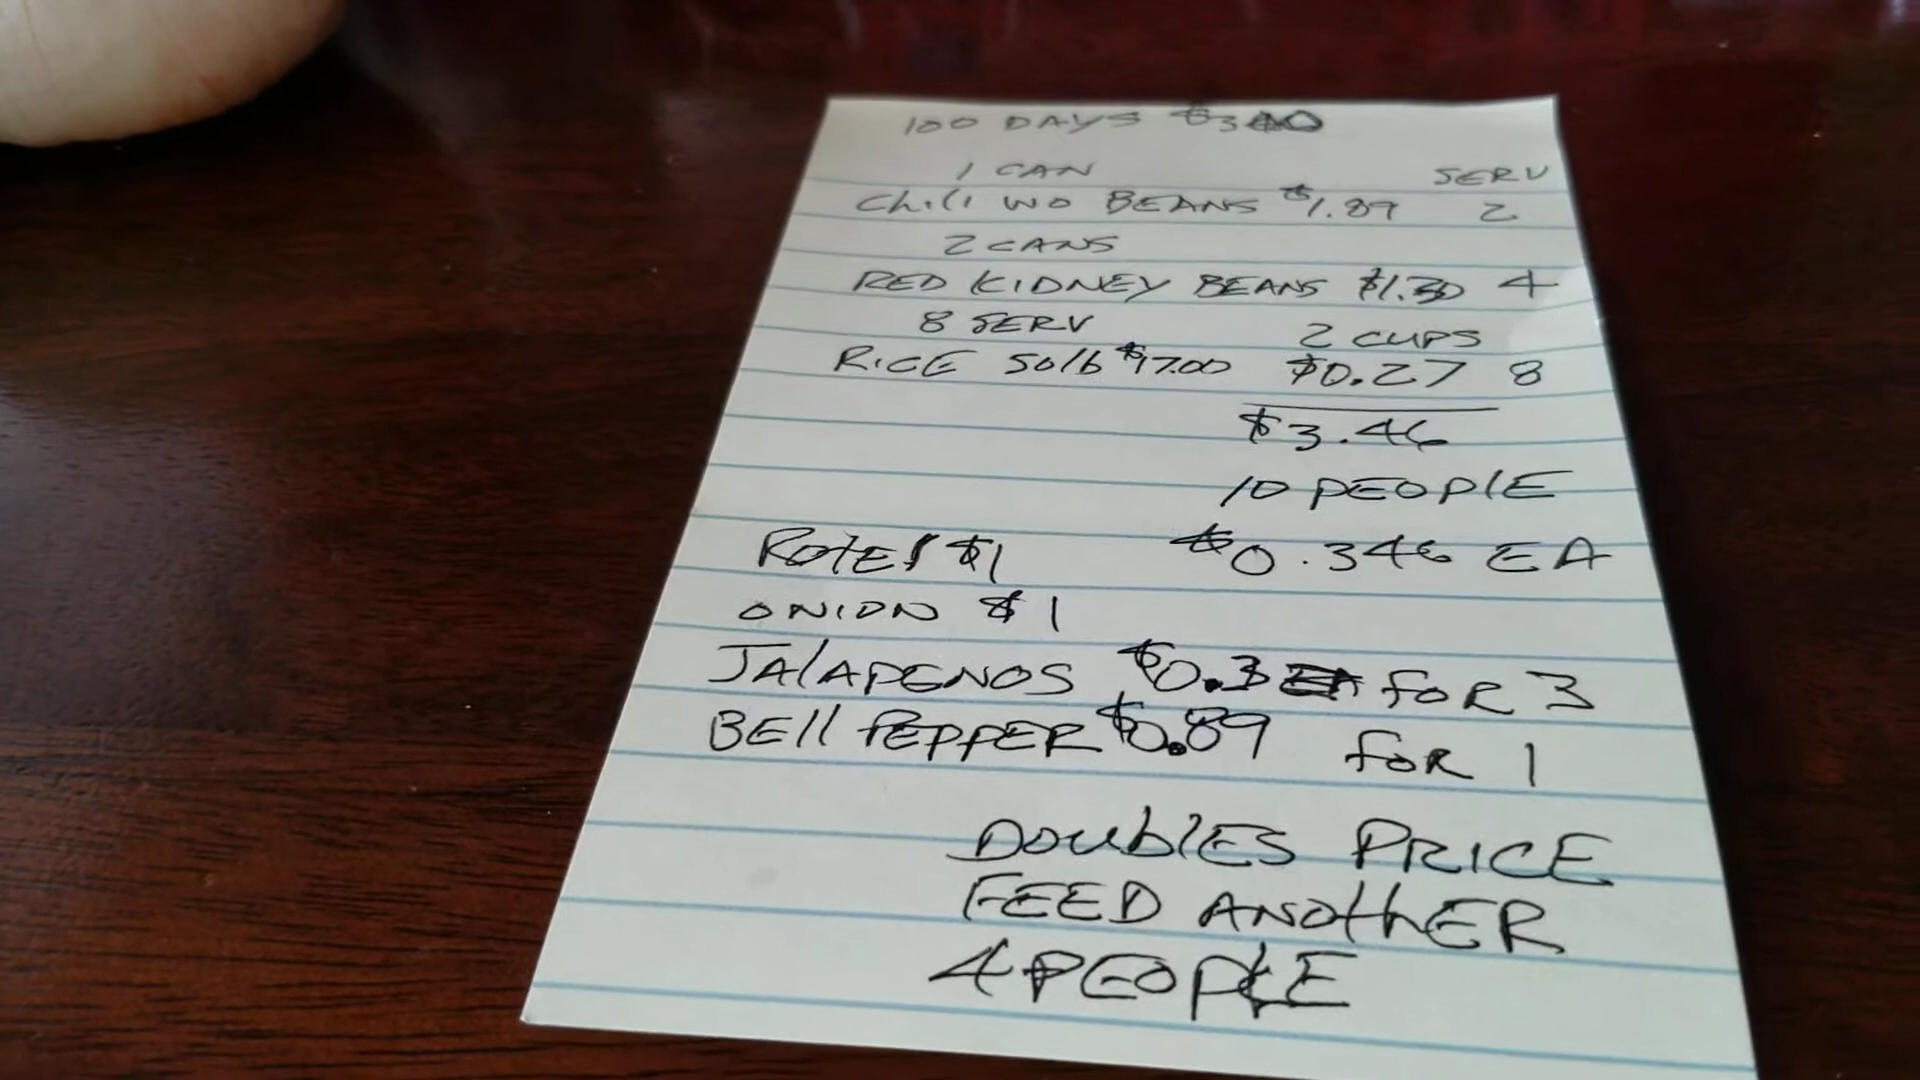 100 DAYS
1 CAN SERV
Chili WO BEANS $1.89 2
2 CANS
RED KIDNEY BEANS $1.30 4
8 SERV 2 CUPS
RICE 50lb $17.00 $0.27 8
$3.46
10 PEOPLE
ROTEl $1 $0.346 EA
ONION $1
JAlAPENOS $0.3 foR 3
BEll PEPPER $0.89 foR 1
DOUblES PRICE
FEED ANOthER
4 PEOPLE